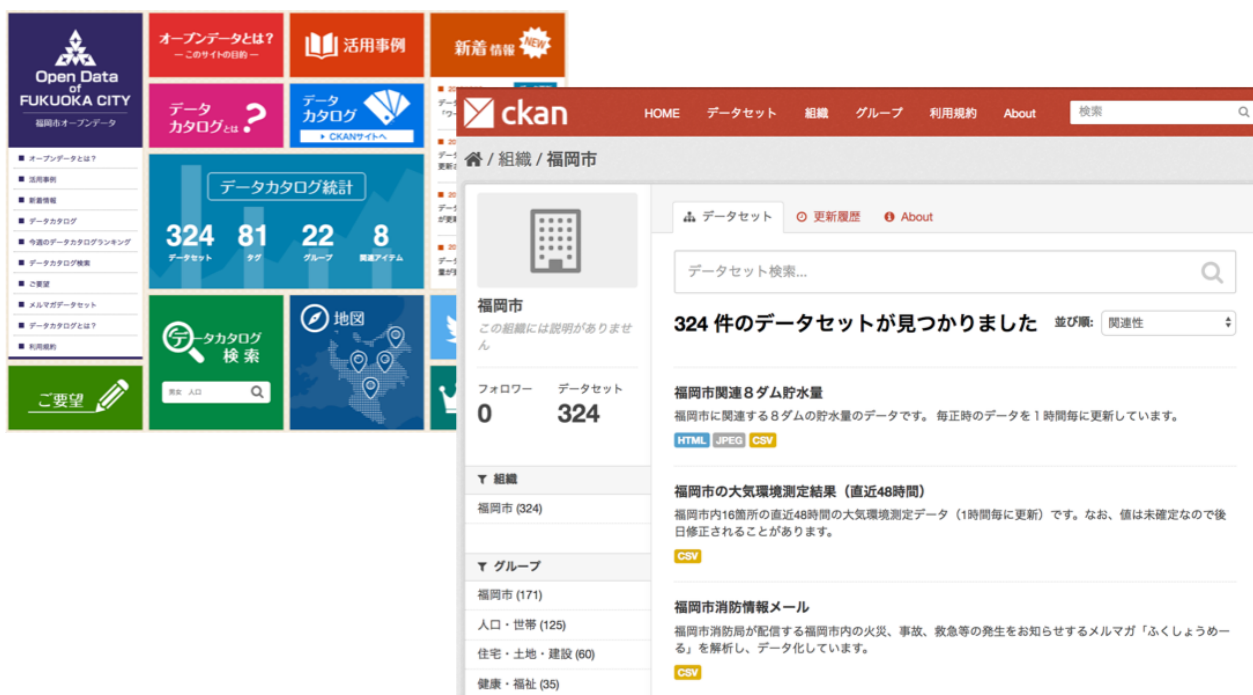 Open Data
of
FUKUOKA CITY
福岡市オープンデータ
オープンデータとは?
活用事例
新着情報
データカタログ
今週のデータカタログランキング
データカタログ検索
ご要望
メルマガデータセット
データカタログとは?
利用規約
ご要望
オープンデータとは?
ーこのサイトの目的ー
活用事例
新着情報
NEW
データ
カタログとは?
データ
カタログ
CKANサイトへ
データカタログ統計
324
データセット
81
タグ
22
グループ
8
関連アイテム
データカタログ
検索
男女 人口
地図
ckan
HOME データセット 組織 グループ 利用規約 About
検索
/ 組織 / 福岡市
福岡市
この組織には説明がありませ
ん
フォロワー データセット
0 324
組織
福岡市 (324)
グループ
福岡市 (171)
人口・世帯 (125)
住宅・土地・建設 (60)
健康・福祉 (35)
データセット 更新履歴 About
データセット検索...
324 件のデータセットが見つかりました 並び順: 関連性
福岡市関連8ダム貯水量
福岡市に関連する8ダムの貯水量のデータです。 毎正時のデータを1時間毎に更新しています。
HTML JPEG CSV
福岡市の大気環境測定結果(直近48時間)
福岡市内16箇所の直近48時間の大気環境測定データ(1時間毎に更新)です。なお、値は未確定なので後
日修正されることがあります。
CSV
福岡市消防情報メール
福岡市消防局が配信する福岡市内の火災、事故、救急等の発生をお知らせするメルマガ「ふくしょうめー
る」を解析し、データ化しています。
CSV